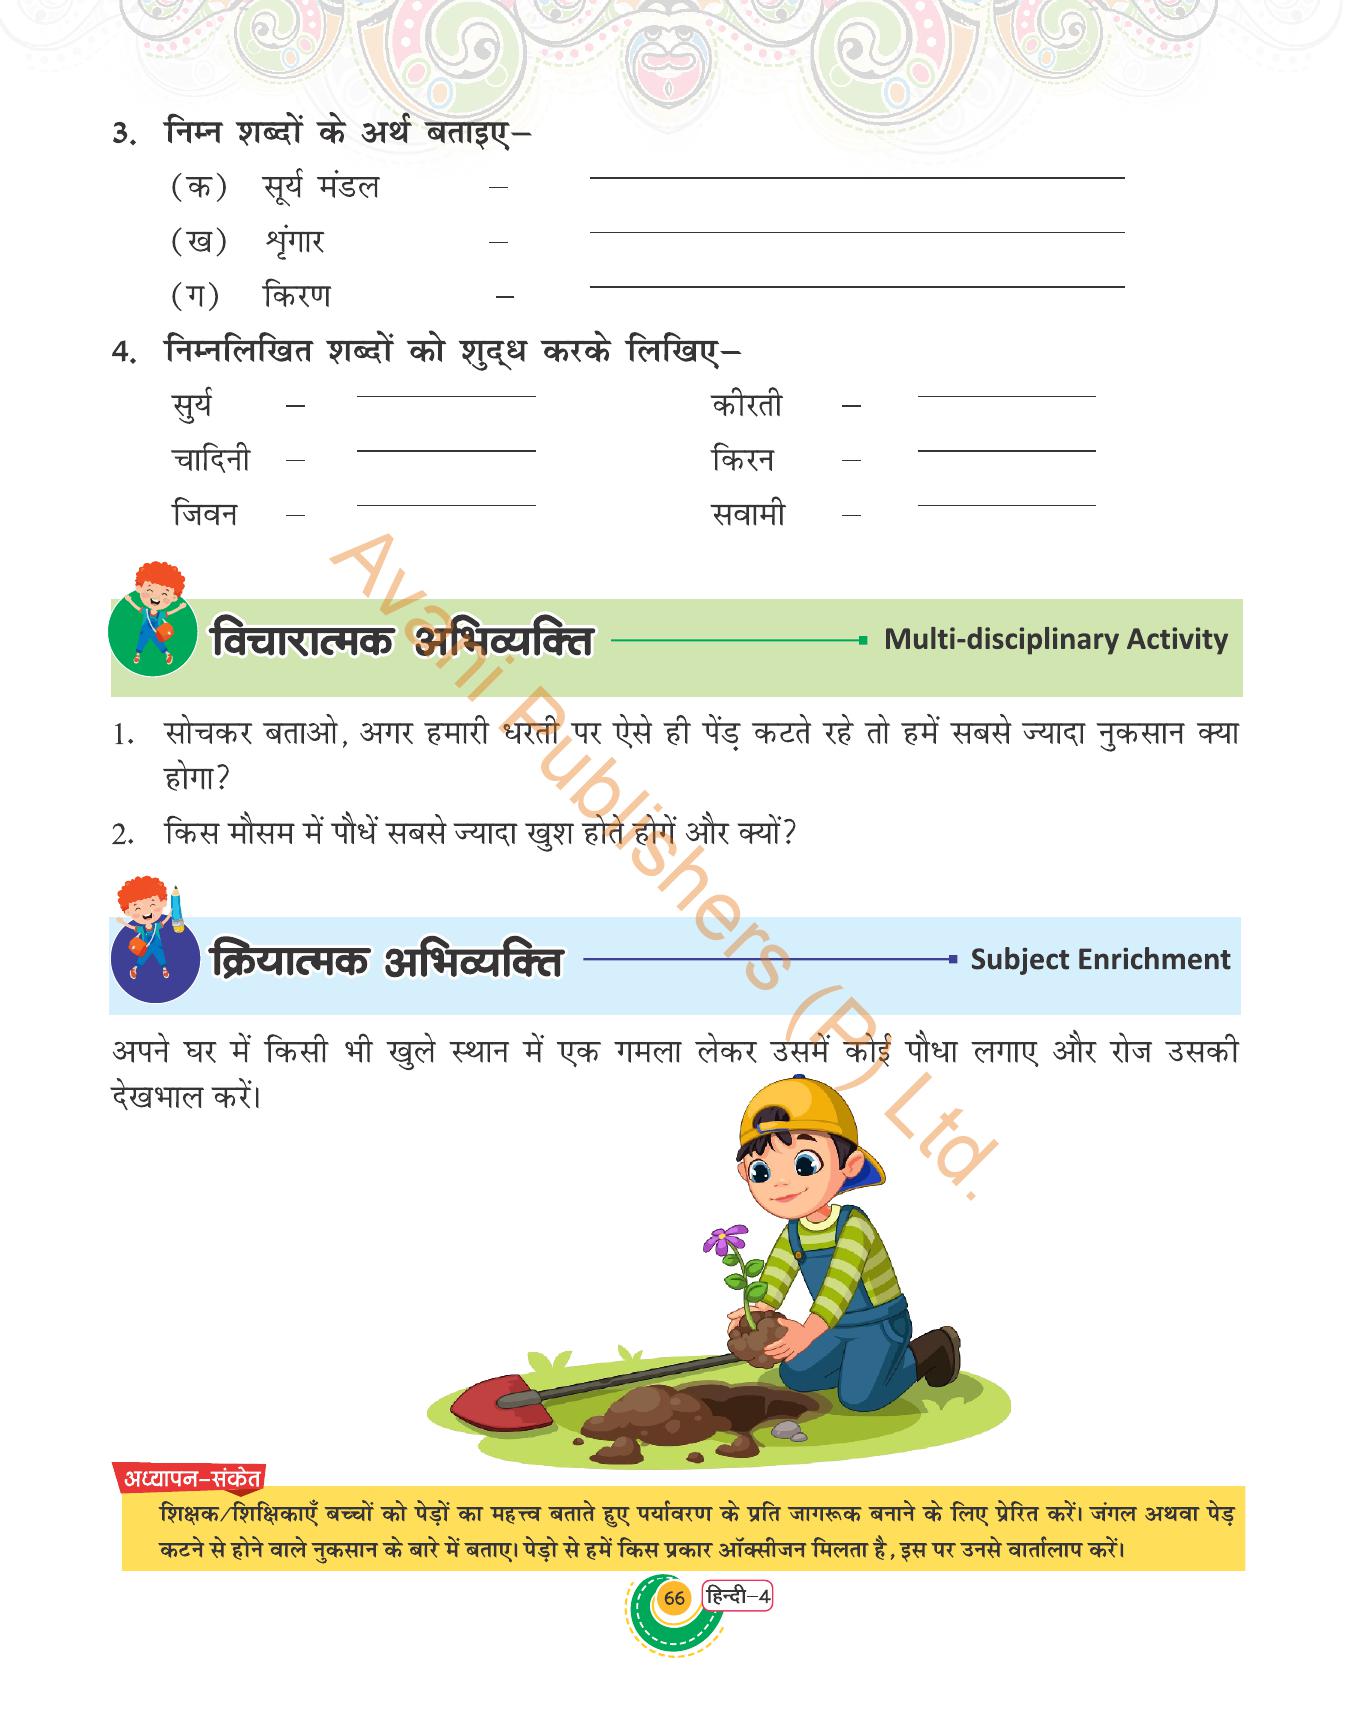 3. निम्न शब्दों के अर्थ बताइए–
(क) सूर्य मंडल –
(ख) शृंगार –
(ग) किरण –
4. निम्नलिखित शब्दों को शुद्ध करके लिखिए–
सुर्य – कीरती –
चादिनी – किरन –
जिवन – सवामी –
विचारात्मक अभिव्यक्ति Multi-disciplinary Activity
1. सोचकर बताओ, अगर हमारी धरती पर ऐसे ही पेंड़ कटते रहे तो हमें सबसे ज्यादा नुकसान क्या
होगा?
2. किस मौसम में पौधें सबसे ज्यादा खुश होते होगें और क्यों?
क्रियात्मक अभिव्यक्ति Subject Enrichment
अपने घर में किसी भी खुले स्थान में एक गमला लेकर उसमें कोई पौधा लगाए और रोज उसकी
देखभाल करें।
अध्यापन–संकेत
शिक्षक/शिक्षिकाएँ बच्चों को पेड़ों का महत्त्व बताते हुए पर्यावरण के प्रति जागरूक बनाने के लिए प्रेरित करें। जंगल अथवा पेड़
कटने से होने वाले नुकसान के बारे में बताए। पेड़ो से हमें किस प्रकार ऑक्सीजन मिलता है, इस पर उनसे वार्तालाप करें।
66 हिन्दी–4
Avani Publishers (P) Ltd.